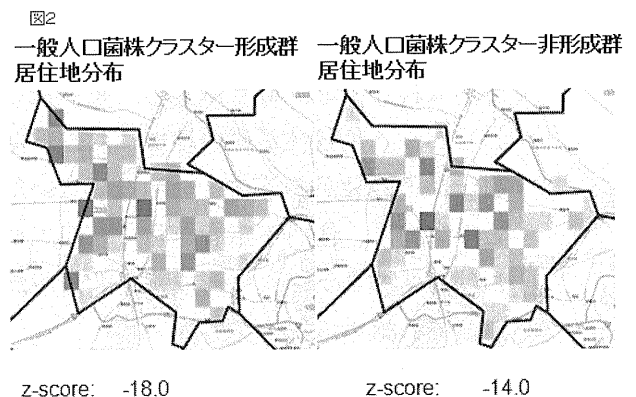 図2
一般人口菌株クラスター形成群
居住地分布
一般人口菌株クラスター非形成群
居住地分布
z-score: -18.0
z-score: -14.0